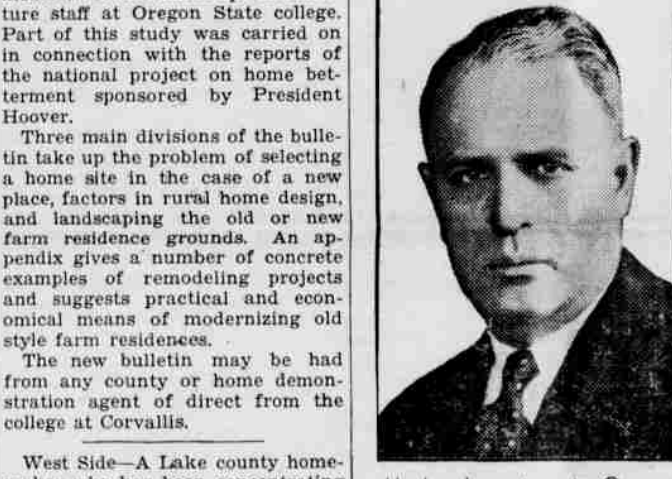 ture staff at Oregon State college.
Part of this study was carried on
in connection with the reports of
the national project on home bet-
terment sponsored by President
Hoover.
Three main divisions of the bulle-
tin take up the problem of selecting
a home site in the case of a new
place, factors in rural home design,
and landscaping the old or new
farm residence grounds. An ap-
pendix gives a number of concrete
examples of remodeling projects
and suggests practical and econ-
omical means of modernizing old
style farm residences.
The new bulletin may be had
from any county or home demon-
stration agent of direct from the
college at Corvallis.
West Side—A Lake county home-